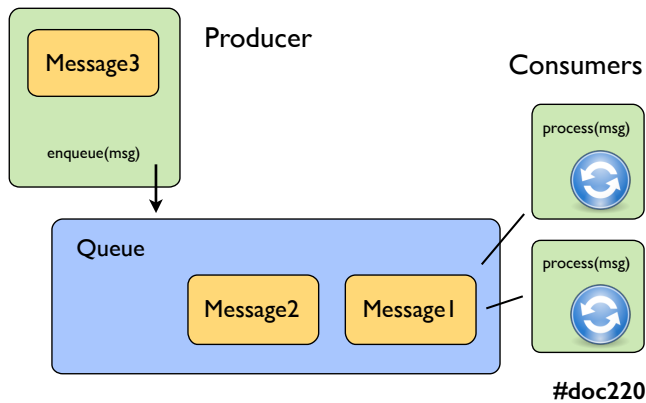 Producer
Message3
enqueue(msg)
Consumers
process(msg)
process(msg)
Queue
Message2
Message1
#doc220